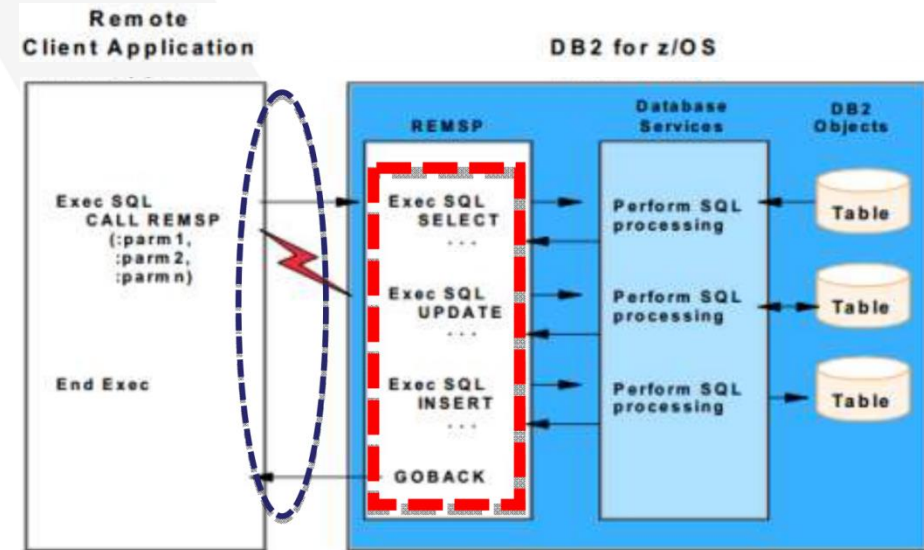 Remote
Client Application
DB2 for z/OS
REMSP
Database
Services
DB2
Objects
Exec SQL
CALL REMSP
(:parm1,
:parm2,
:parmn)
End Exec
Exec SQL
SELECT
...
Exec SQL
UPDATE
...
Exec SQL
INSERT
...
GOBACK
Perform SQL
processing
Perform SQL
processing
Perform SQL
processing
Table
Table
Table